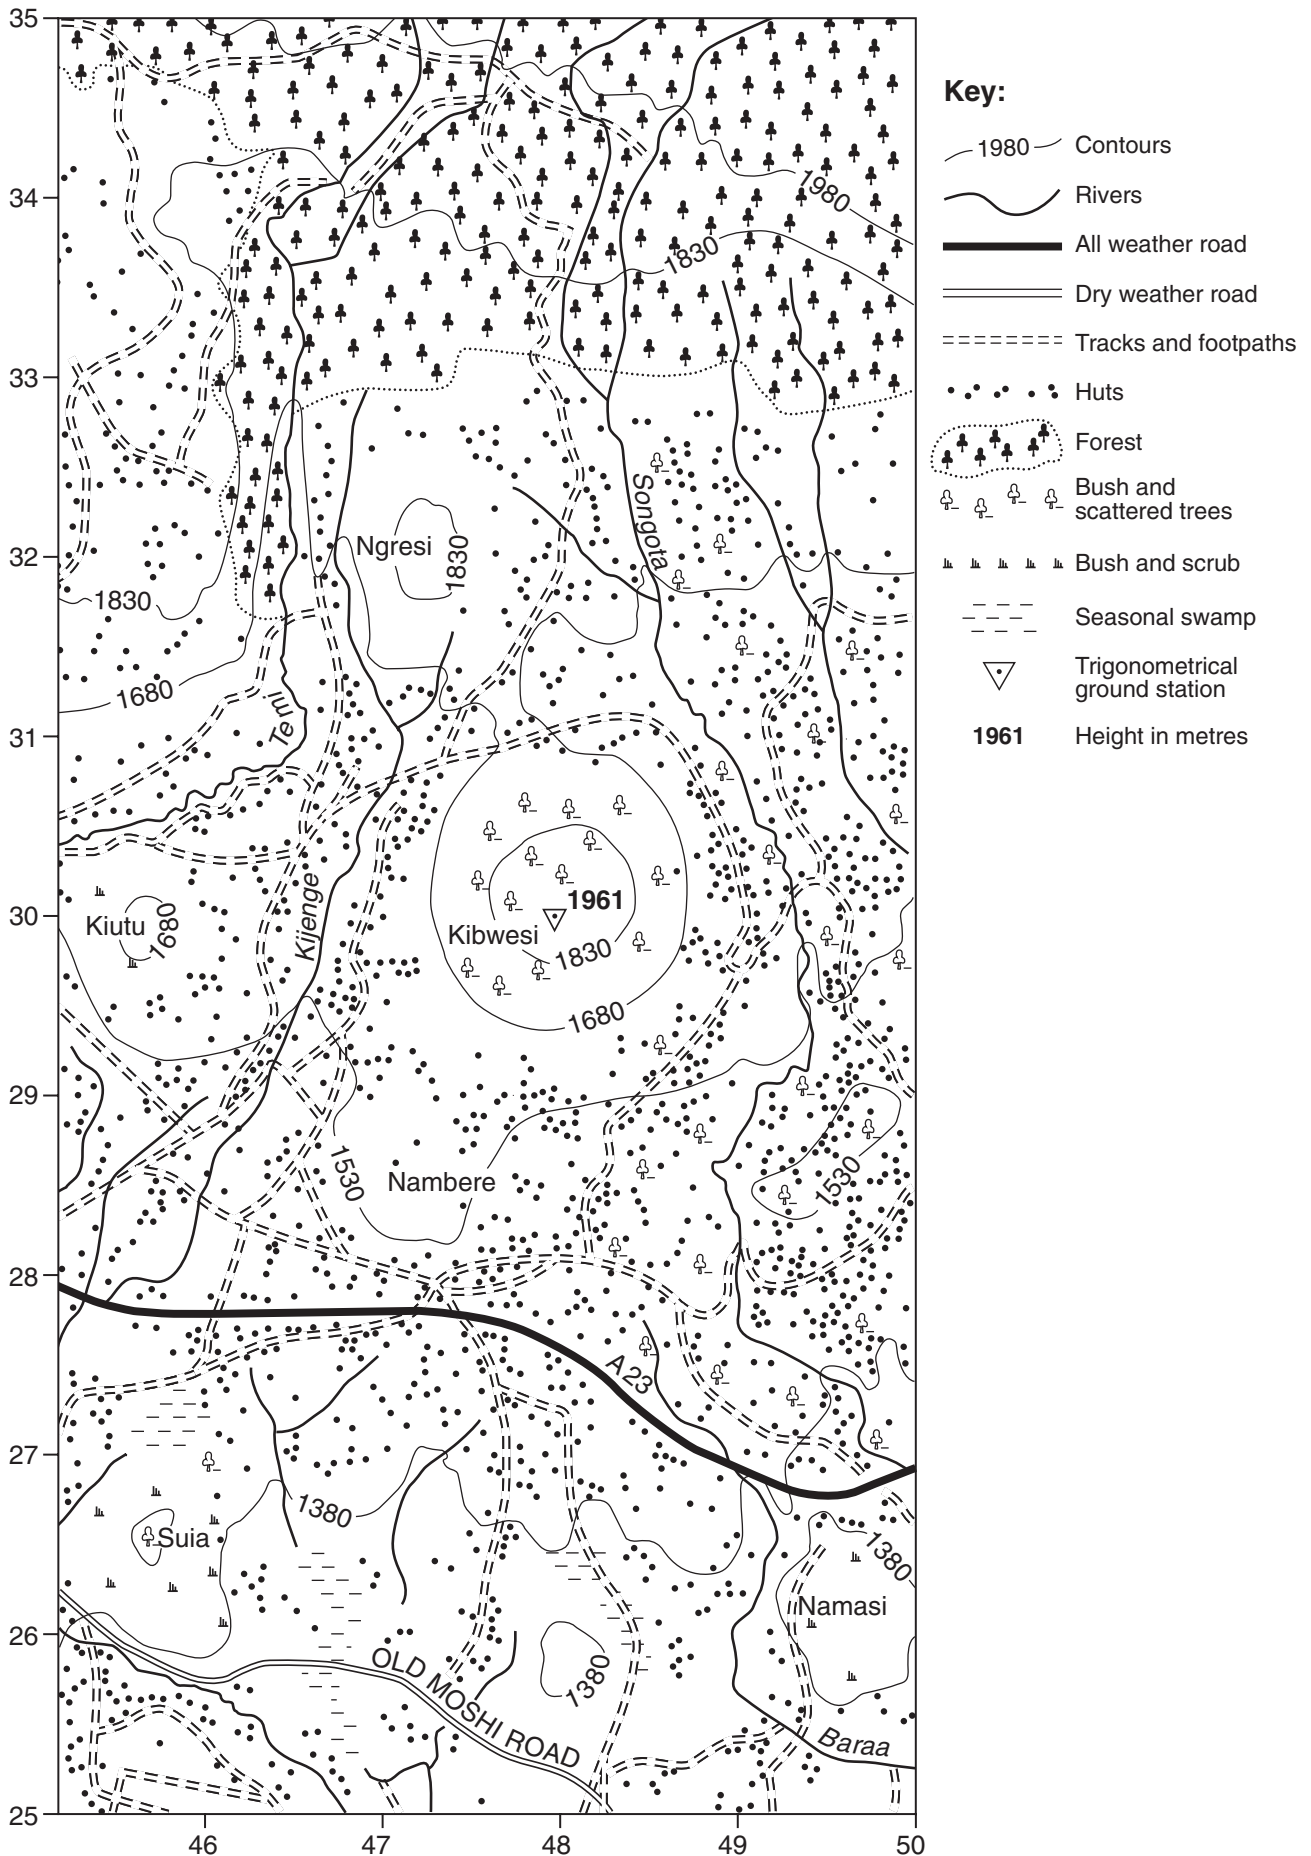 35
34
33
32
31
30
29
28
27
26
25
46
47
48
49
50
1980
1830
Songota
Ngresi
1830
1830
1680
Temi
Kijenge
Kiutu
1680
1961
Kibwesi
1830
1680
1530
Nambere
1530
A23
1380
Suia
1380
Namasi
1380
OLD MOSHI ROAD
Baraa
Key:
1980
Contours
Rivers
All weather road
Dry weather road
Tracks and footpaths
Huts
Forest
Bush and
scattered trees
Bush and scrub
Seasonal swamp
Trigonometrical
ground station
1961
Height in metres